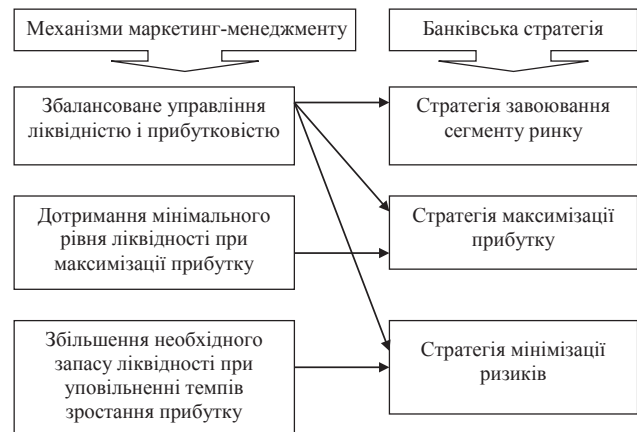 Механізми маркетинг-менеджменту
Банківська стратегія
Збалансоване управління
ліквідністю і прибутковістю
Стратегія завоювання
сегменту ринку
Дотримання мінімального
рівня ліквідності при
максимізації прибутку
Стратегія максимізації
прибутку
Збільшення необхідного
запасу ліквідності при
уповільненні темпів
зростання прибутку
Стратегія мінімізації
ризиків